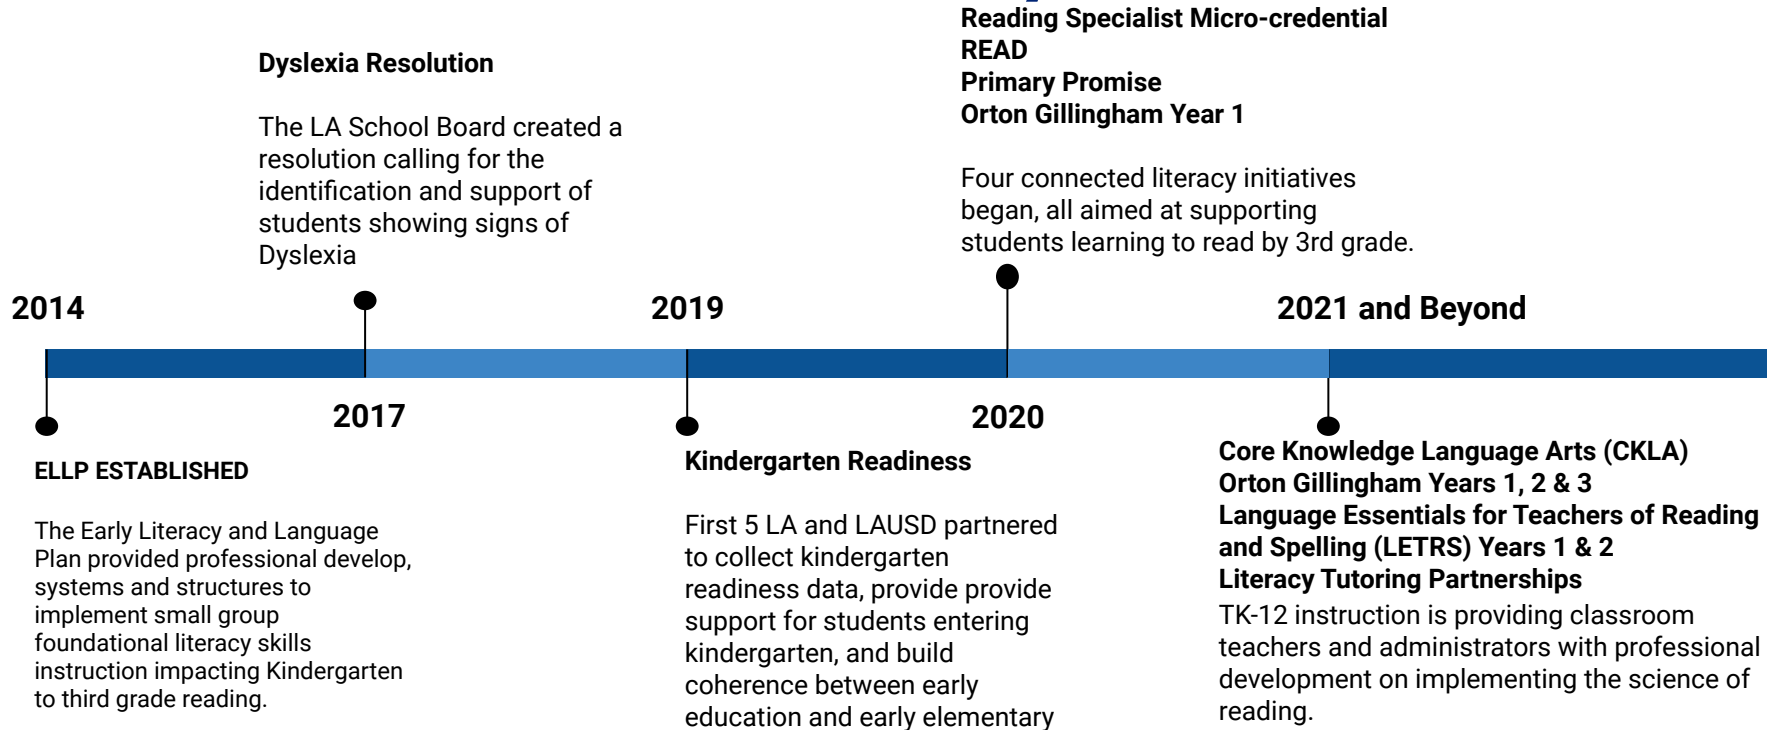 Reading Specialist Micro-credential
READ
Primary Promise
Orton Gillingham Year 1
Four connected literacy initiatives
began, all aimed at supporting
students learning to read by 3rd grade.
Dyslexia Resolution
The LA School Board created a
resolution calling for the
identification and support of
students showing signs of
Dyslexia
2014
2019
2021 and Beyond
2017
2020
ELLP ESTABLISHED
The Early Literacy and Language
Plan provided professional develop,
systems and structures to
implement small group
foundational literacy skills
instruction impacting Kindergarten
to third grade reading.
Kindergarten Readiness
First 5 LA and LAUSD partnered
to collect kindergarten
readiness data, provide provide
support for students entering
kindergarten, and build
coherence between early
education and early elementary
Core Knowledge Language Arts (CKLA)
Orton Gillingham Years 1, 2 & 3
Language Essentials for Teachers of Reading
and Spelling (LETRS) Years 1 & 2
Literacy Tutoring Partnerships
TK-12 instruction is providing classroom
teachers and administrators with professional
development on implementing the science of
reading.